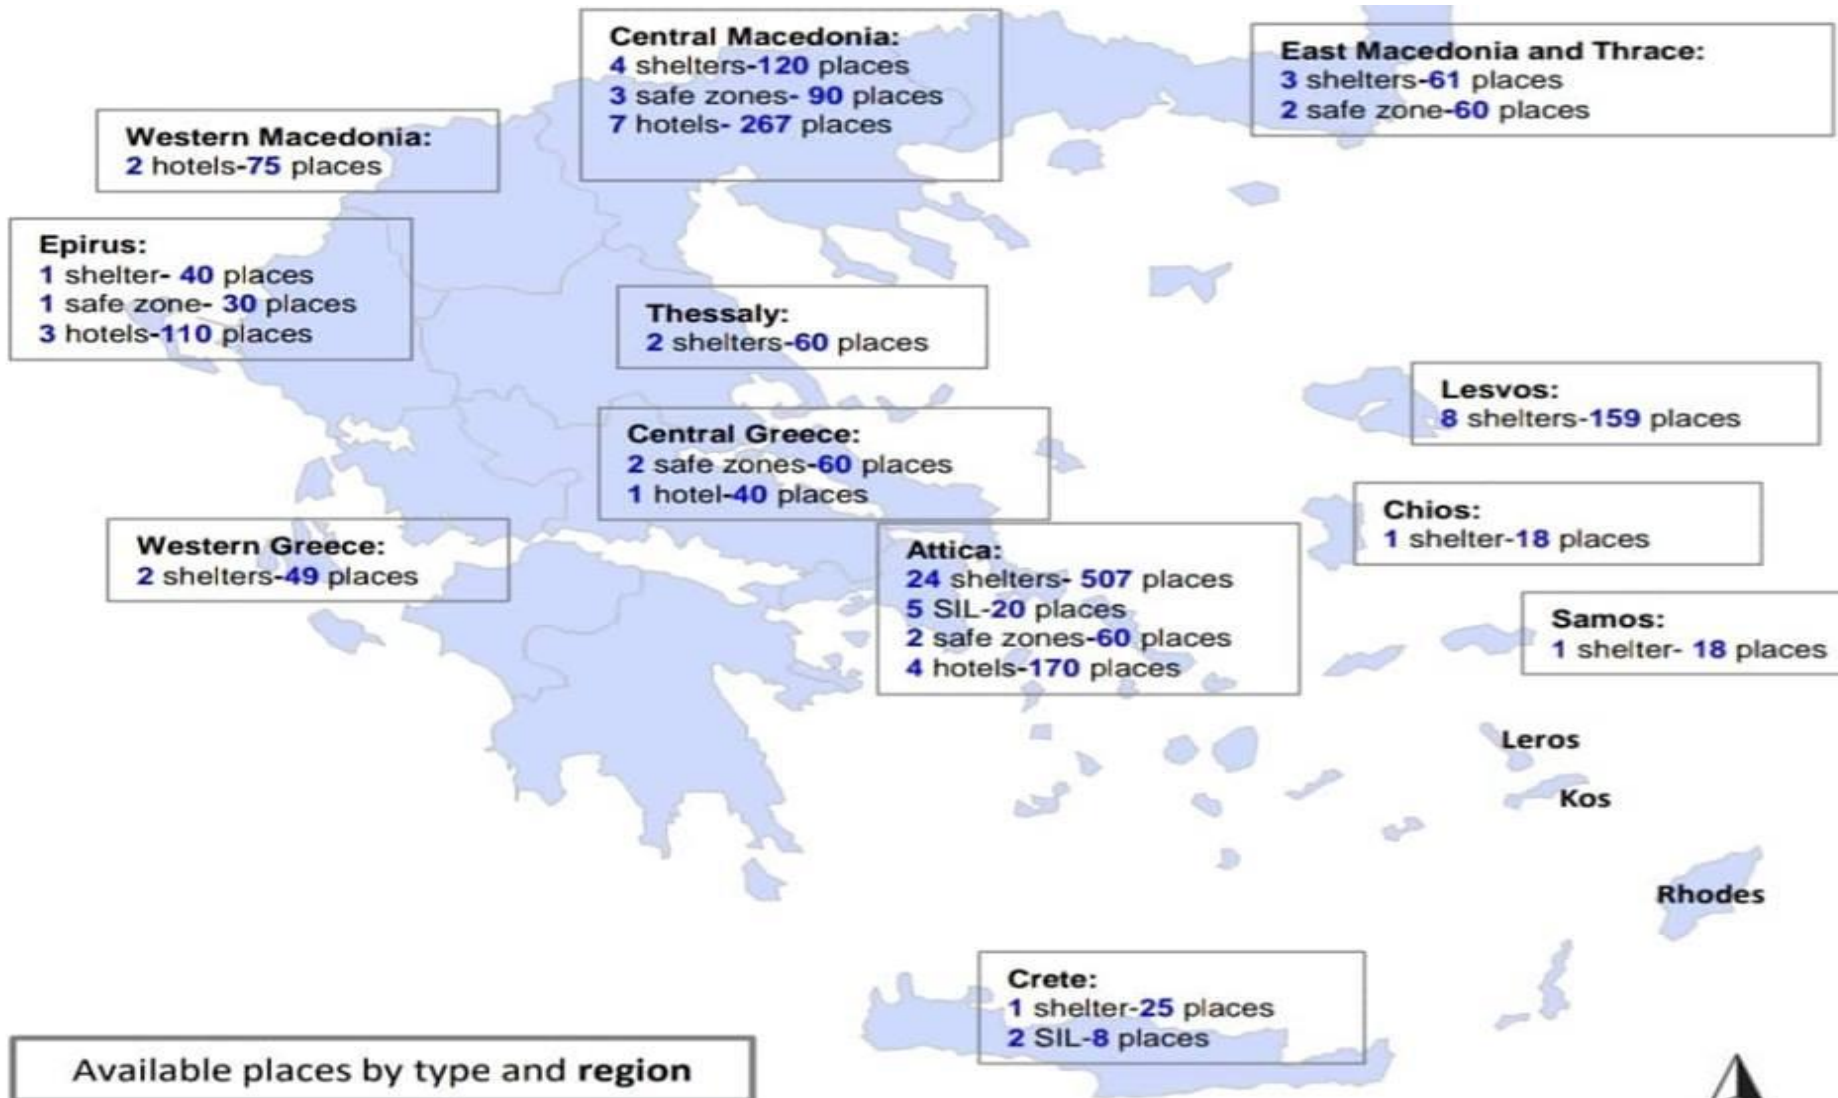 Central Macedonia:
4 shelters-120 places
3 safe zones- 90 places
7 hotels- 267 places
East Macedonia and Thrace:
3 shelters-61 places
2 safe zone-60 places
Western Macedonia:
2 hotels-75 places
Epirus:
1 shelter- 40 places
1 safe zone- 30 places
3 hotels-110 places
Thessaly:
2 shelters-60 places
Lesvos:
8 shelters-159 places
Central Greece:
2 safe zones-60 places
1 hotel-40 places
Chios:
1 shelter-18 places
Western Greece:
2 shelters-49 places
Attica:
24 shelters- 507 places
5 SIL-20 places
2 safe zones-60 places
4 hotels-170 places
Samos:
1 shelter- 18 places
Leros
Kos
Rhodes
Crete:
1 shelter-25 places
2 SIL-8 places
Available places by type and region